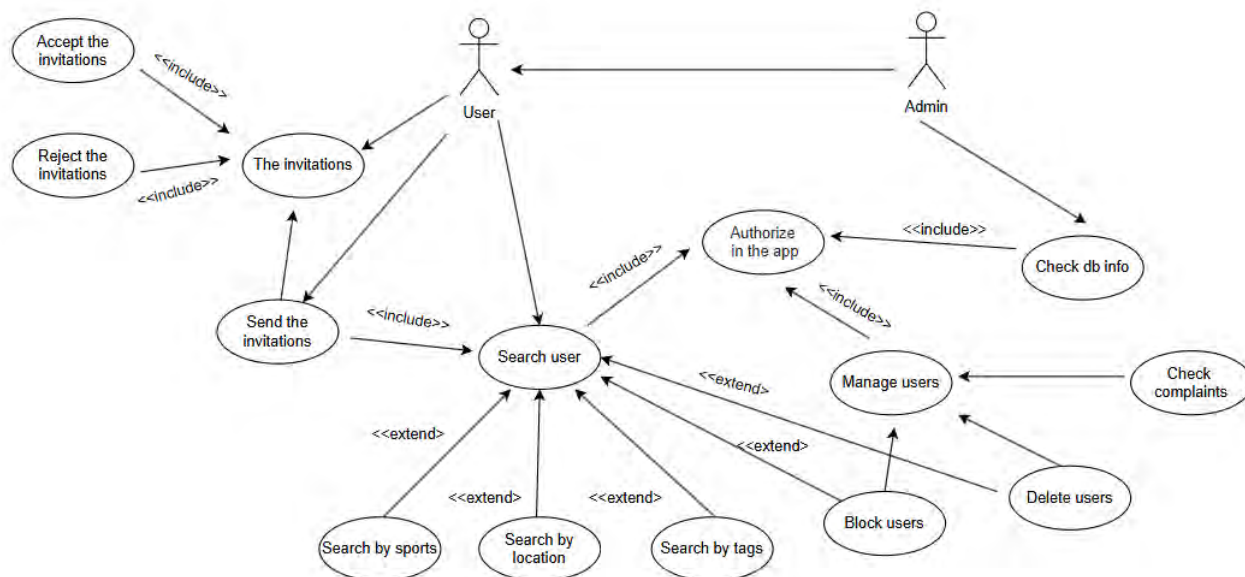 Accept the
invitations
<<include>>
User
Admin
Reject the
invitations
<<include>>
The invitations
Authorize
in the app
<<include>>
Check db info
<<include>>
<<include>>
Send the
invitations
<<include>>
Search user
<<extend>
Manage users
Check
complaints
<<extend>
<<extend>
<<extend>
<<extend>
Delete users
Block users
Search by sports
Search by
location
Search by tags